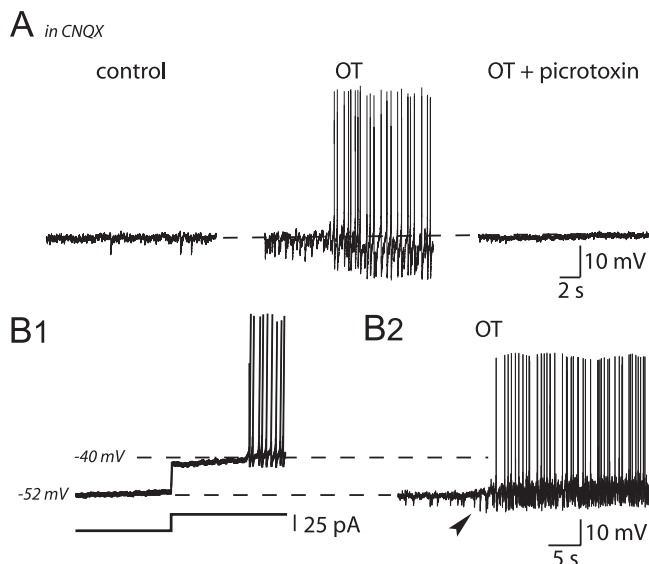 A in CNQX
control OT OT + picrotoxin
10 mV
2 s
B1 B2 OT
-40 mV
-52 mV
25 pA
10 mV
5 s